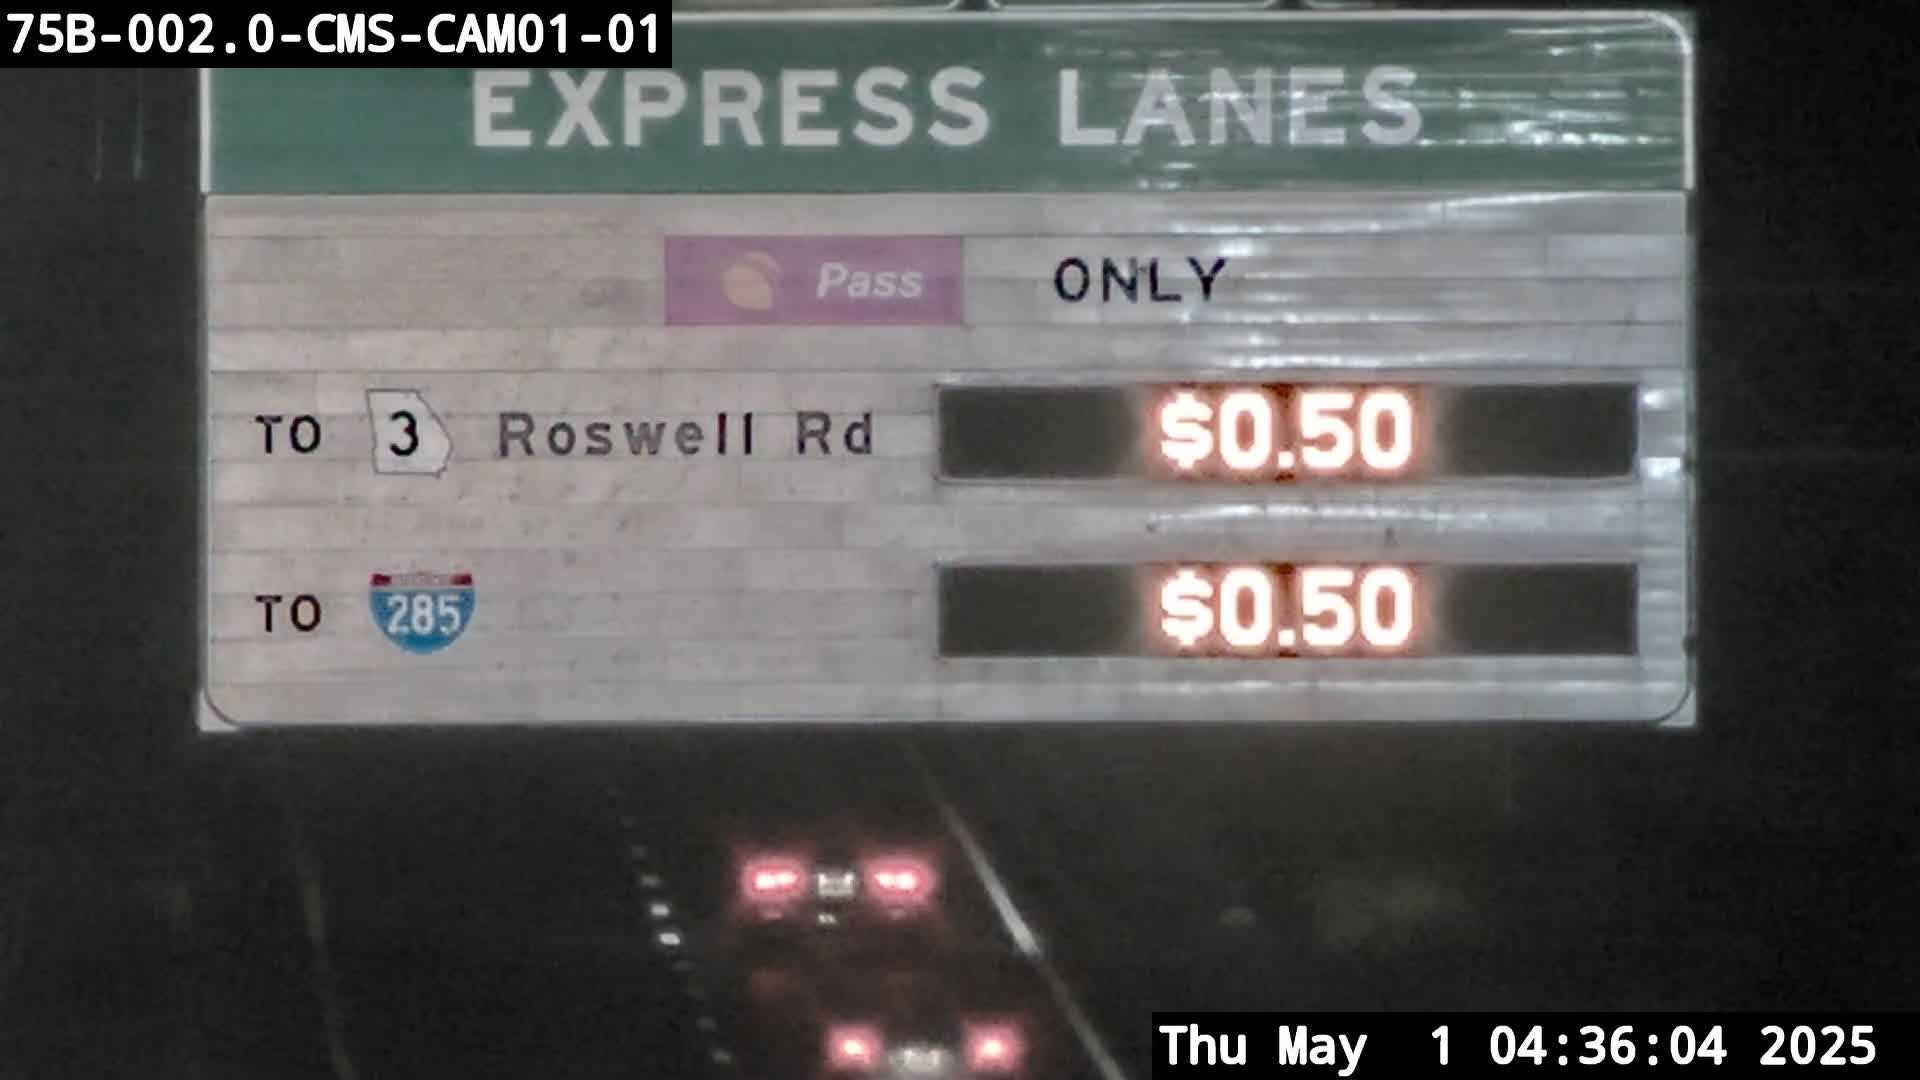 75B-002.0-CMS-CAM01-01
EXPRESS LANES
Pass ONLY
TO 3 Roswell Rd $0.50
TO 285 $0.50
Thu May 1 04:36:04 2025